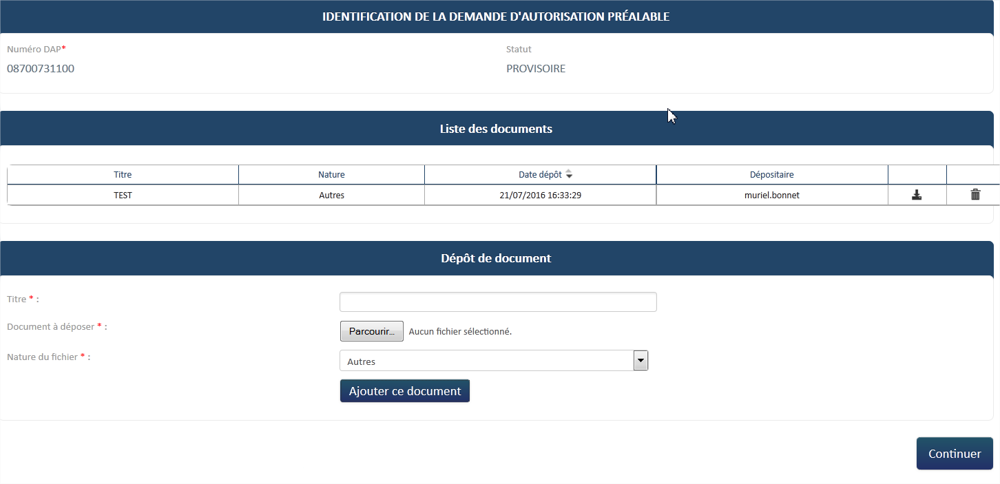 IDENTIFICATION DE LA DEMANDE D'AUTORISATION PRÉALABLE
Numéro DAP* Statut
08700731100 PROVISOIRE
Liste des documents
Titre Nature Date dépôt Dépositaire
TEST Autres 21/07/2016 16:33:29 muriel.bonnet
Dépôt de document
Titre * :
Document à déposer * : Parcourir... Aucun fichier sélectionné.
Nature du fichier * : Autres
Ajouter ce document
Continuer